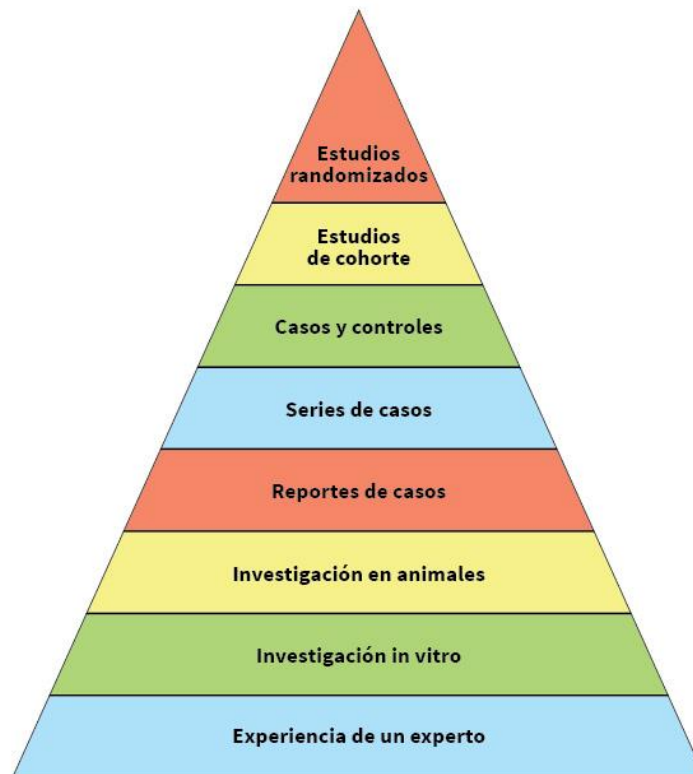 Estudios
randomizados
Estudios
de cohorte
Casos y controles
Series de casos
Reportes de casos
Investigación en animales
Investigación in vitro
Experiencia de un experto